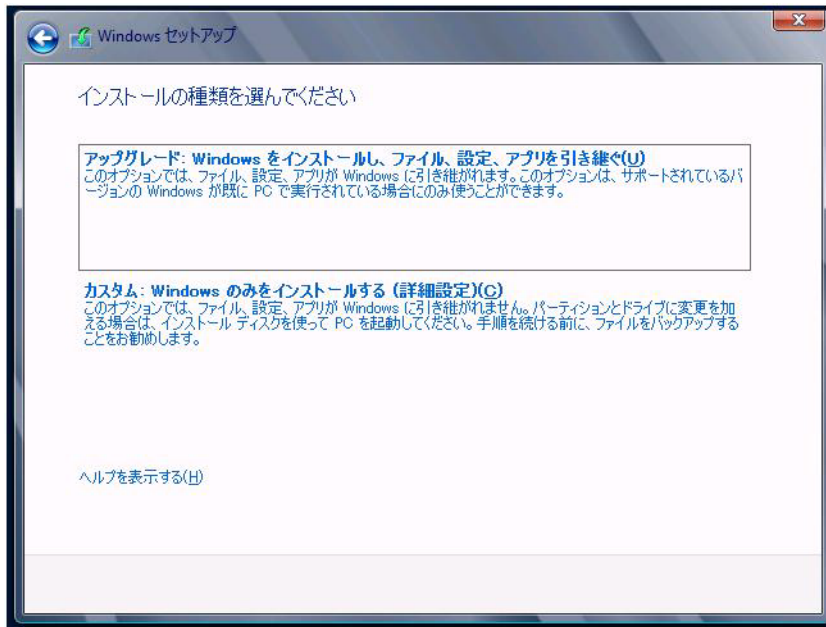 Windows セットアップ
インストールの種類を選んでください
アップグレード: Windows をインストールし、ファイル、設定、アプリを引き継ぐ(U)
このオプションでは、ファイル、設定、アプリが Windows に引き継がれます。このオプションは、サポートされているバ
ージョンの Windows が既に PC で実行されている場合にのみ使うことができます。
カスタム: Windows のみをインストールする (詳細設定)(C)
このオプションでは、ファイル、設定、アプリが Windows に引き継がれません。パーティションとドライブに変更を加
える場合は、インストール ディスクを使って PC を起動してください。手順を続ける前に、ファイルをバックアップする
ことをお勧めします。
ヘルプを表示する(H)